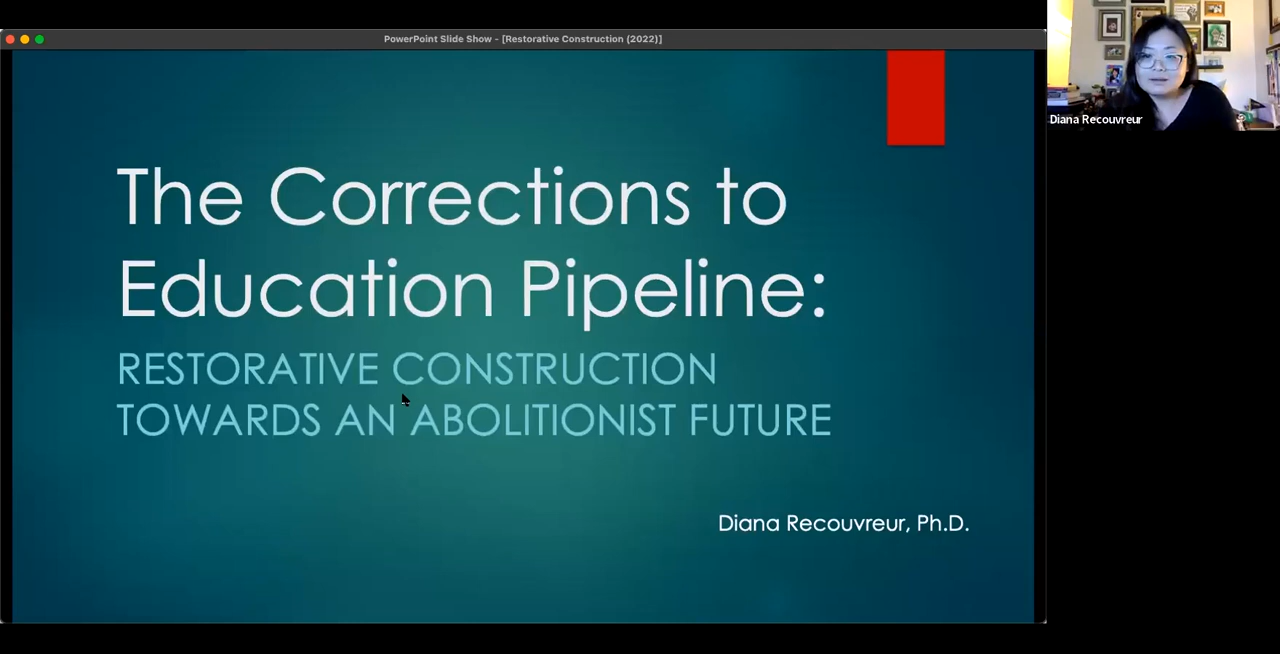 PowerPoint Slide Show - [Restorative Construction (2022)]
Diana Recouvreur
The Corrections to
Education Pipeline:
RESTORATIVE CONSTRUCTION
TOWARDS AN ABOLITIONIST FUTURE
Diana Recouvreur, Ph.D.